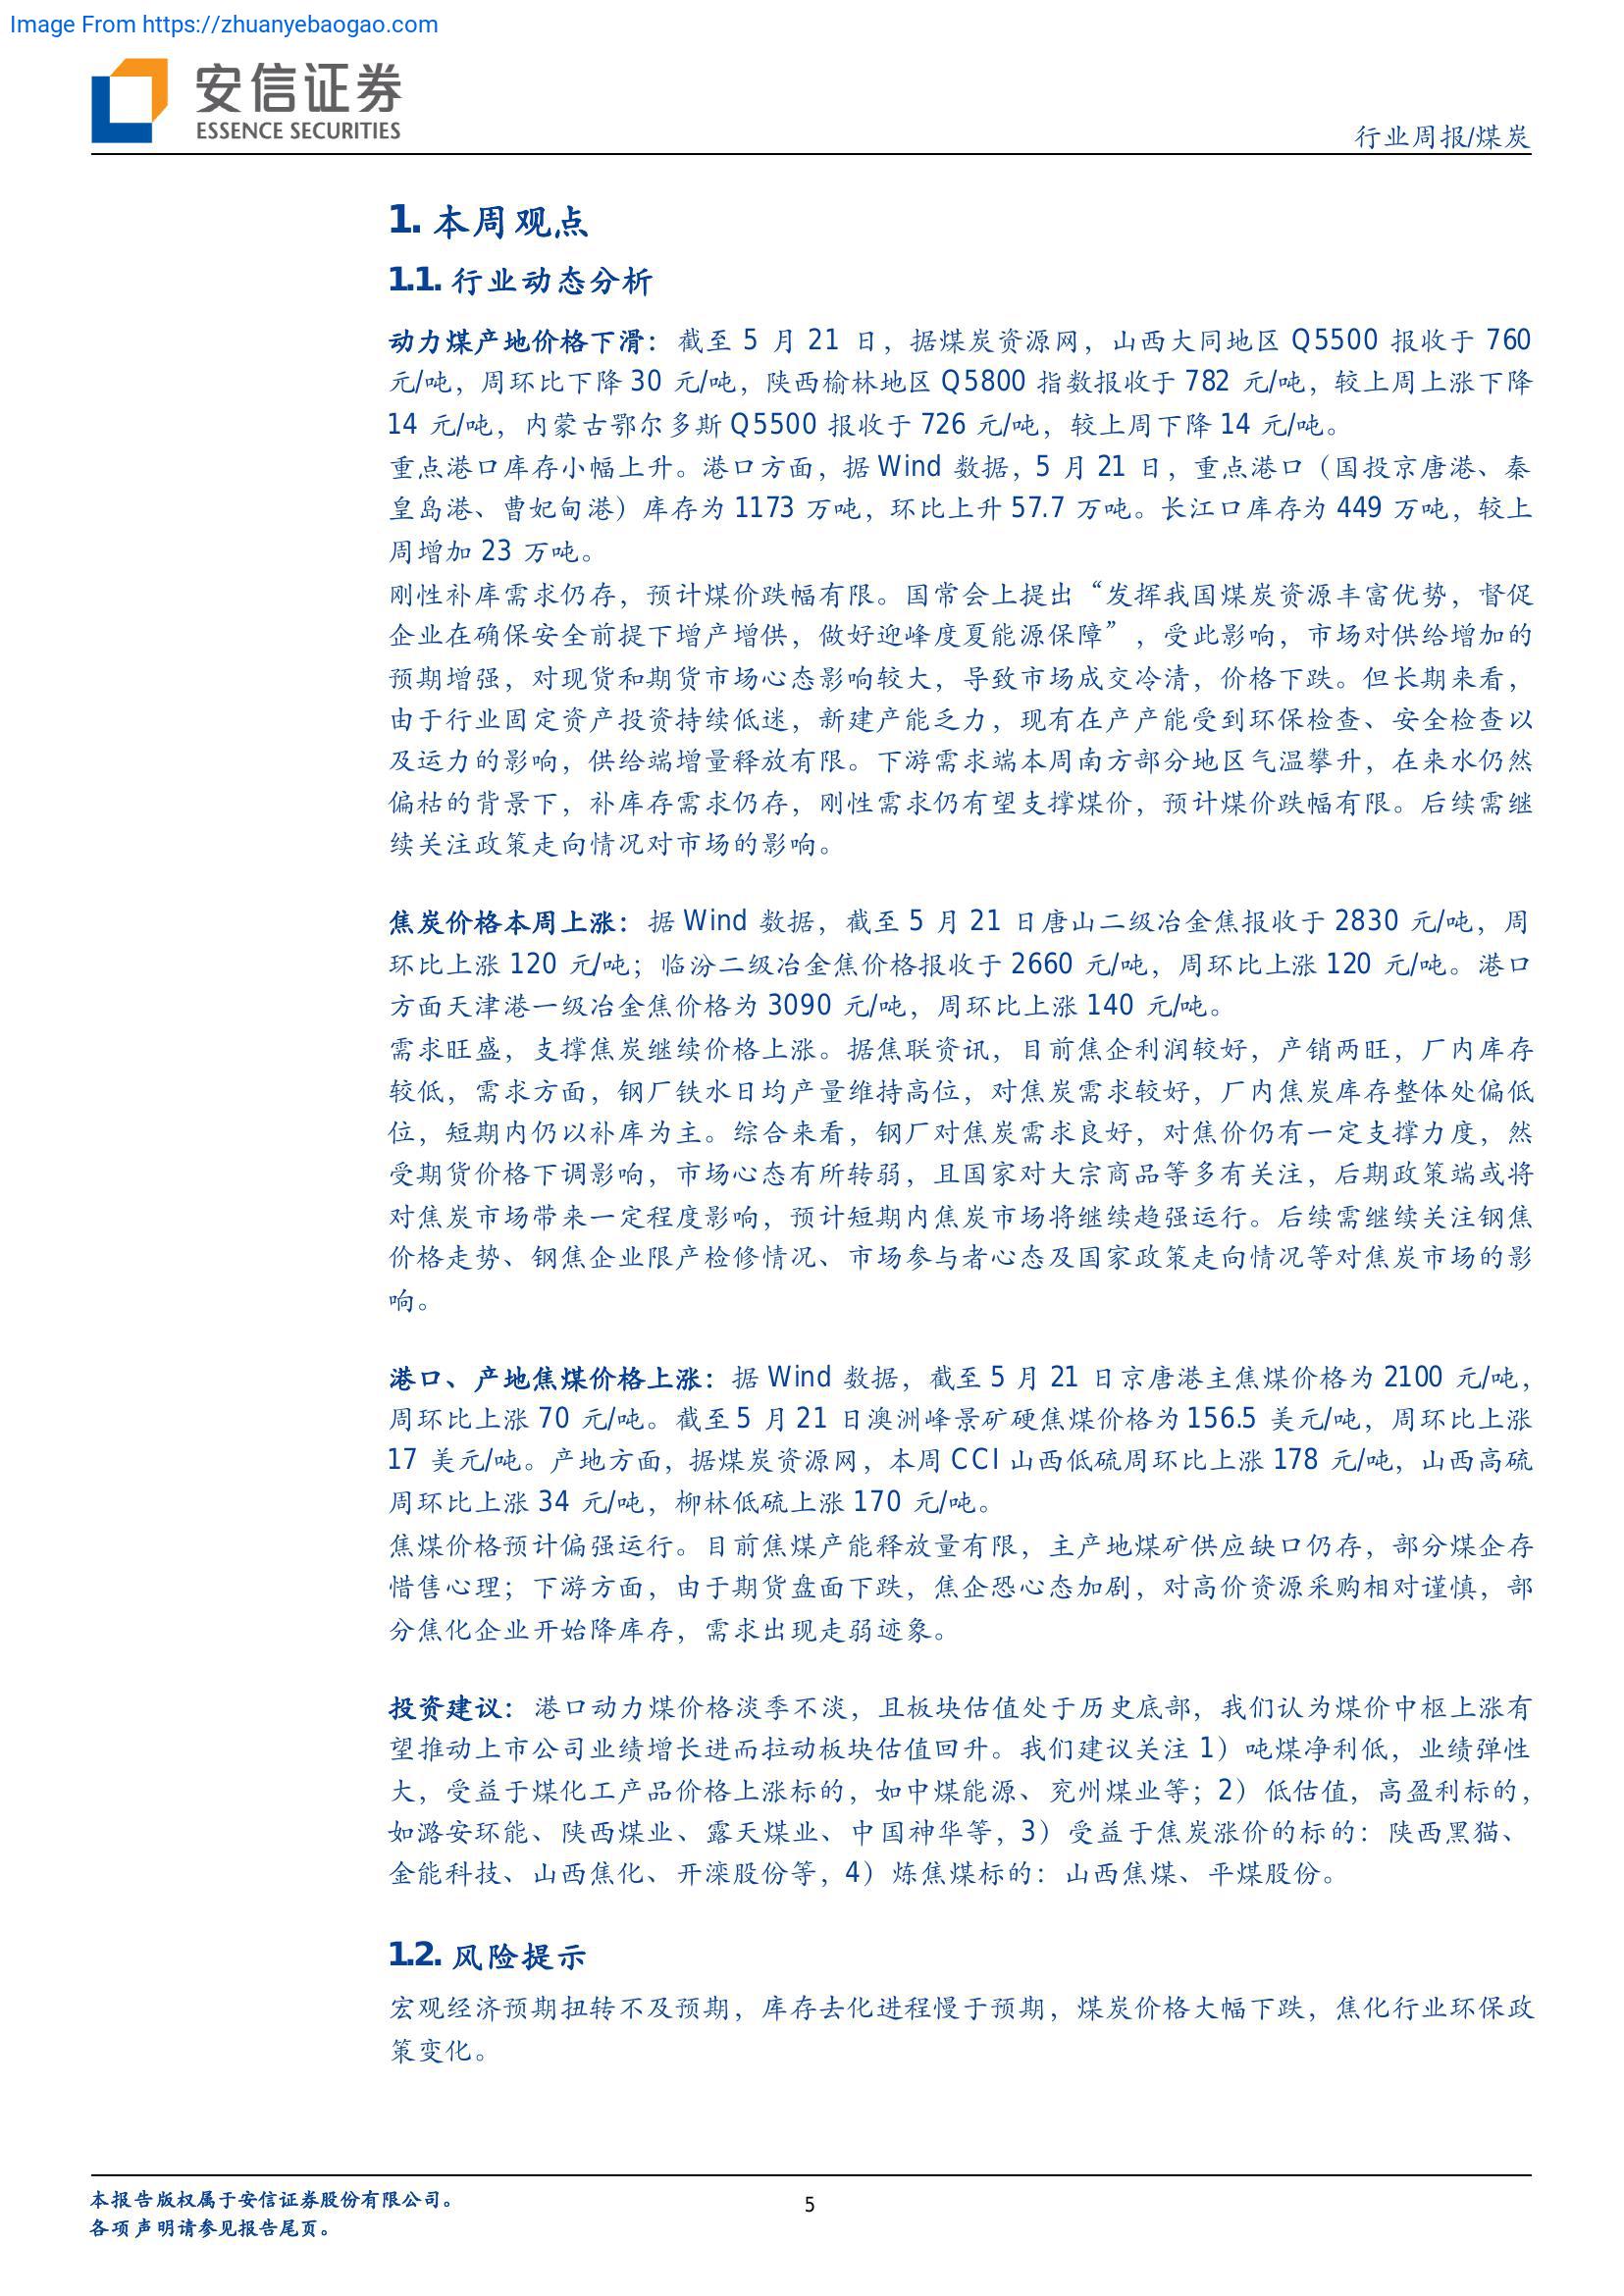 Image From https://zhuanyebaogao.com
安信证券
ESSENCE SECURITIES
行业周报/煤炭
1. 本周观点
1.1. 行业动态分析
动力煤产地价格下滑：截至 5 月 21 日，据煤炭资源网，山西大同地区 Q5500 报收于 760
元/吨，周环比下降 30 元/吨，陕西榆林地区 Q5800 指数报收于 782 元/吨，较上周上涨下降
14 元/吨，内蒙古鄂尔多斯 Q5500 报收于 726 元/吨，较上周下降 14 元/吨。
重点港口库存小幅上升。港口方面，据 Wind 数据，5 月 21 日，重点港口（国投京唐港、秦
皇岛港、曹妃甸港）库存为 1173 万吨，环比上升 57.7 万吨。长江口库存为 449 万吨，较上
周增加 23 万吨。
刚性补库需求仍存，预计煤价跌幅有限。国常会上提出“发挥我国煤炭资源丰富优势，督促
企业在确保安全前提下增产增供，做好迎峰度夏能源保障”，受此影响，市场对供给增加的
预期增强，对现货和期货市场心态影响较大，导致市场成交冷清，价格下跌。但长期来看，
由于行业固定资产投资持续低迷，新建产能乏力，现有在产产能受到环保检查、安全检查以
及运力的影响，供给端增量释放有限。下游需求端本周南方部分地区气温攀升，在来水仍然
偏枯的背景下，补库存需求仍存，刚性需求仍有望支撑煤价，预计煤价跌幅有限。后续需继
续关注政策走向情况对市场的影响。
焦炭价格本周上涨：据 Wind 数据，截至 5 月 21 日唐山二级冶金焦报收于 2830 元/吨，周
环比上涨 120 元/吨；临汾二级冶金焦价格报收于 2660 元/吨，周环比上涨 120 元/吨。港口
方面天津港一级冶金焦价格为 3090 元/吨，周环比上涨 140 元/吨。
需求旺盛，支撑焦炭继续价格上涨。据焦联资讯，目前焦企利润较好，产销两旺，厂内库存
较低，需求方面，钢厂铁水日均产量维持高位，对焦炭需求较好，厂内焦炭库存整体处偏低
位，短期内仍以补库为主。综合来看，钢厂对焦炭需求良好，对焦价仍有一定支撑力度，然
受期货价格下调影响，市场心态有所转弱，且国家对大宗商品等多有关注，后期政策端或将
对焦炭市场带来一定程度影响，预计短期内焦炭市场将继续趋强运行。后续需继续关注钢焦
价格走势、钢焦企业限产检修情况、市场参与者心态及国家政策走向情况等对焦炭市场的影
响。
港口、产地焦煤价格上涨：据 Wind 数据，截至 5 月 21 日京唐港主焦煤价格为 2100 元/吨，
周环比上涨 70 元/吨。截至 5 月 21 日澳洲峰景矿硬焦煤价格为 156.5 美元/吨，周环比上涨
17 美元/吨。产地方面，据煤炭资源网，本周 CCI 山西低硫周环比上涨 178 元/吨，山西高硫
周环比上涨 34 元/吨，柳林低硫上涨 170 元/吨。
焦煤价格预计偏强运行。目前焦煤产能释放量有限，主产地煤矿供应缺口仍存，部分煤企存
惜售心理；下游方面，由于期货盘面下跌，焦企恐心态加剧，对高价资源采购相对谨慎，部
分焦化企业开始降库存，需求出现走弱迹象。
投资建议：港口动力煤价格淡季不淡，且板块估值处于历史底部，我们认为煤价中枢上涨有
望推动上市公司业绩增长进而拉动板块估值回升。我们建议关注 1）吨煤净利低，业绩弹性
大，受益于煤化工产品价格上涨标的，如中煤能源、兖州煤业等；2）低估值，高盈利标的，
如潞安环能、陕西煤业、露天煤业、中国神华等，3）受益于焦炭涨价的标的：陕西黑猫、
金能科技、山西焦化、开滦股份等，4）炼焦煤标的：山西焦煤、平煤股份。
1.2. 风险提示
宏观经济预期扭转不及预期，库存去化进程慢于预期，煤炭价格大幅下跌，焦化行业环保政
策变化。
本报告版权属于安信证券股份有限公司。
各项声明请参见报告尾页。
5